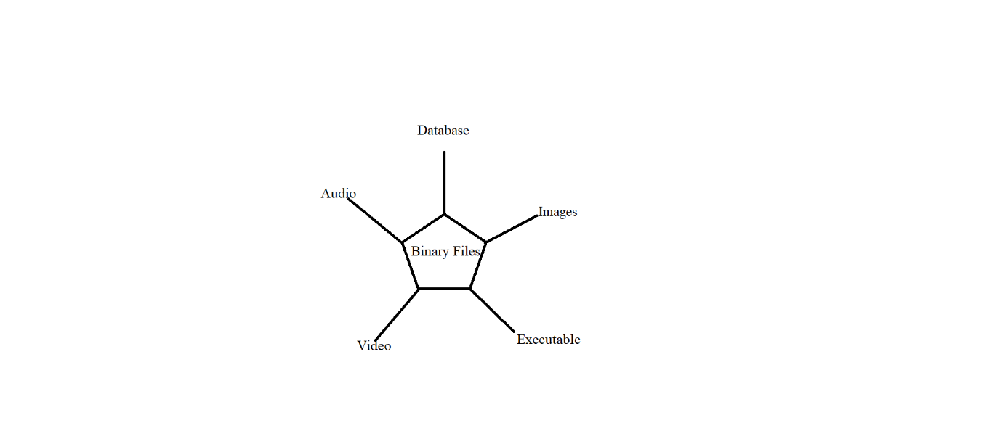 Database
Audio
Images
Binary Files
Video
Executable